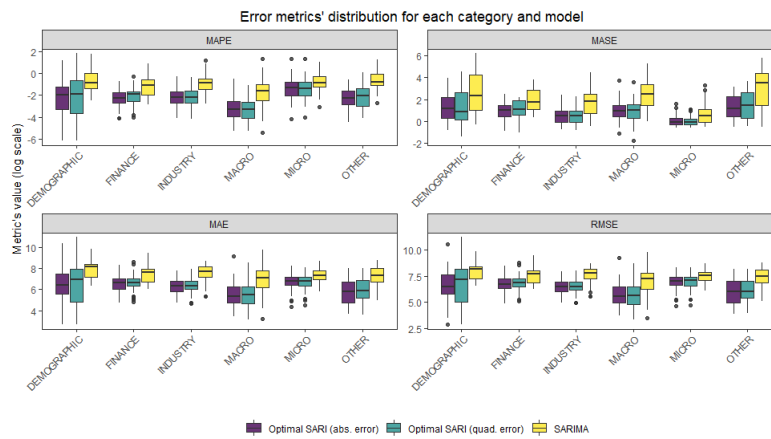 Error metrics' distribution for each category and model
MAPE
MASE
2
0
-2
-4
-6
6
4
2
0
-2
DEMOGRAPHIC
FINANCE
INDUSTRY
MACRO
MICRO
OTHER
DEMOGRAPHIC
FINANCE
INDUSTRY
MACRO
MICRO
OTHER
Metric's value (log scale)
MAE
RMSE
10
8
6
4
10.0
7.5
5.0
2.5
DEMOGRAPHIC
FINANCE
INDUSTRY
MACRO
MICRO
OTHER
DEMOGRAPHIC
FINANCE
INDUSTRY
MACRO
MICRO
OTHER
Optimal SARI (abs. error)
Optimal SARI (quad. error)
SARIMA